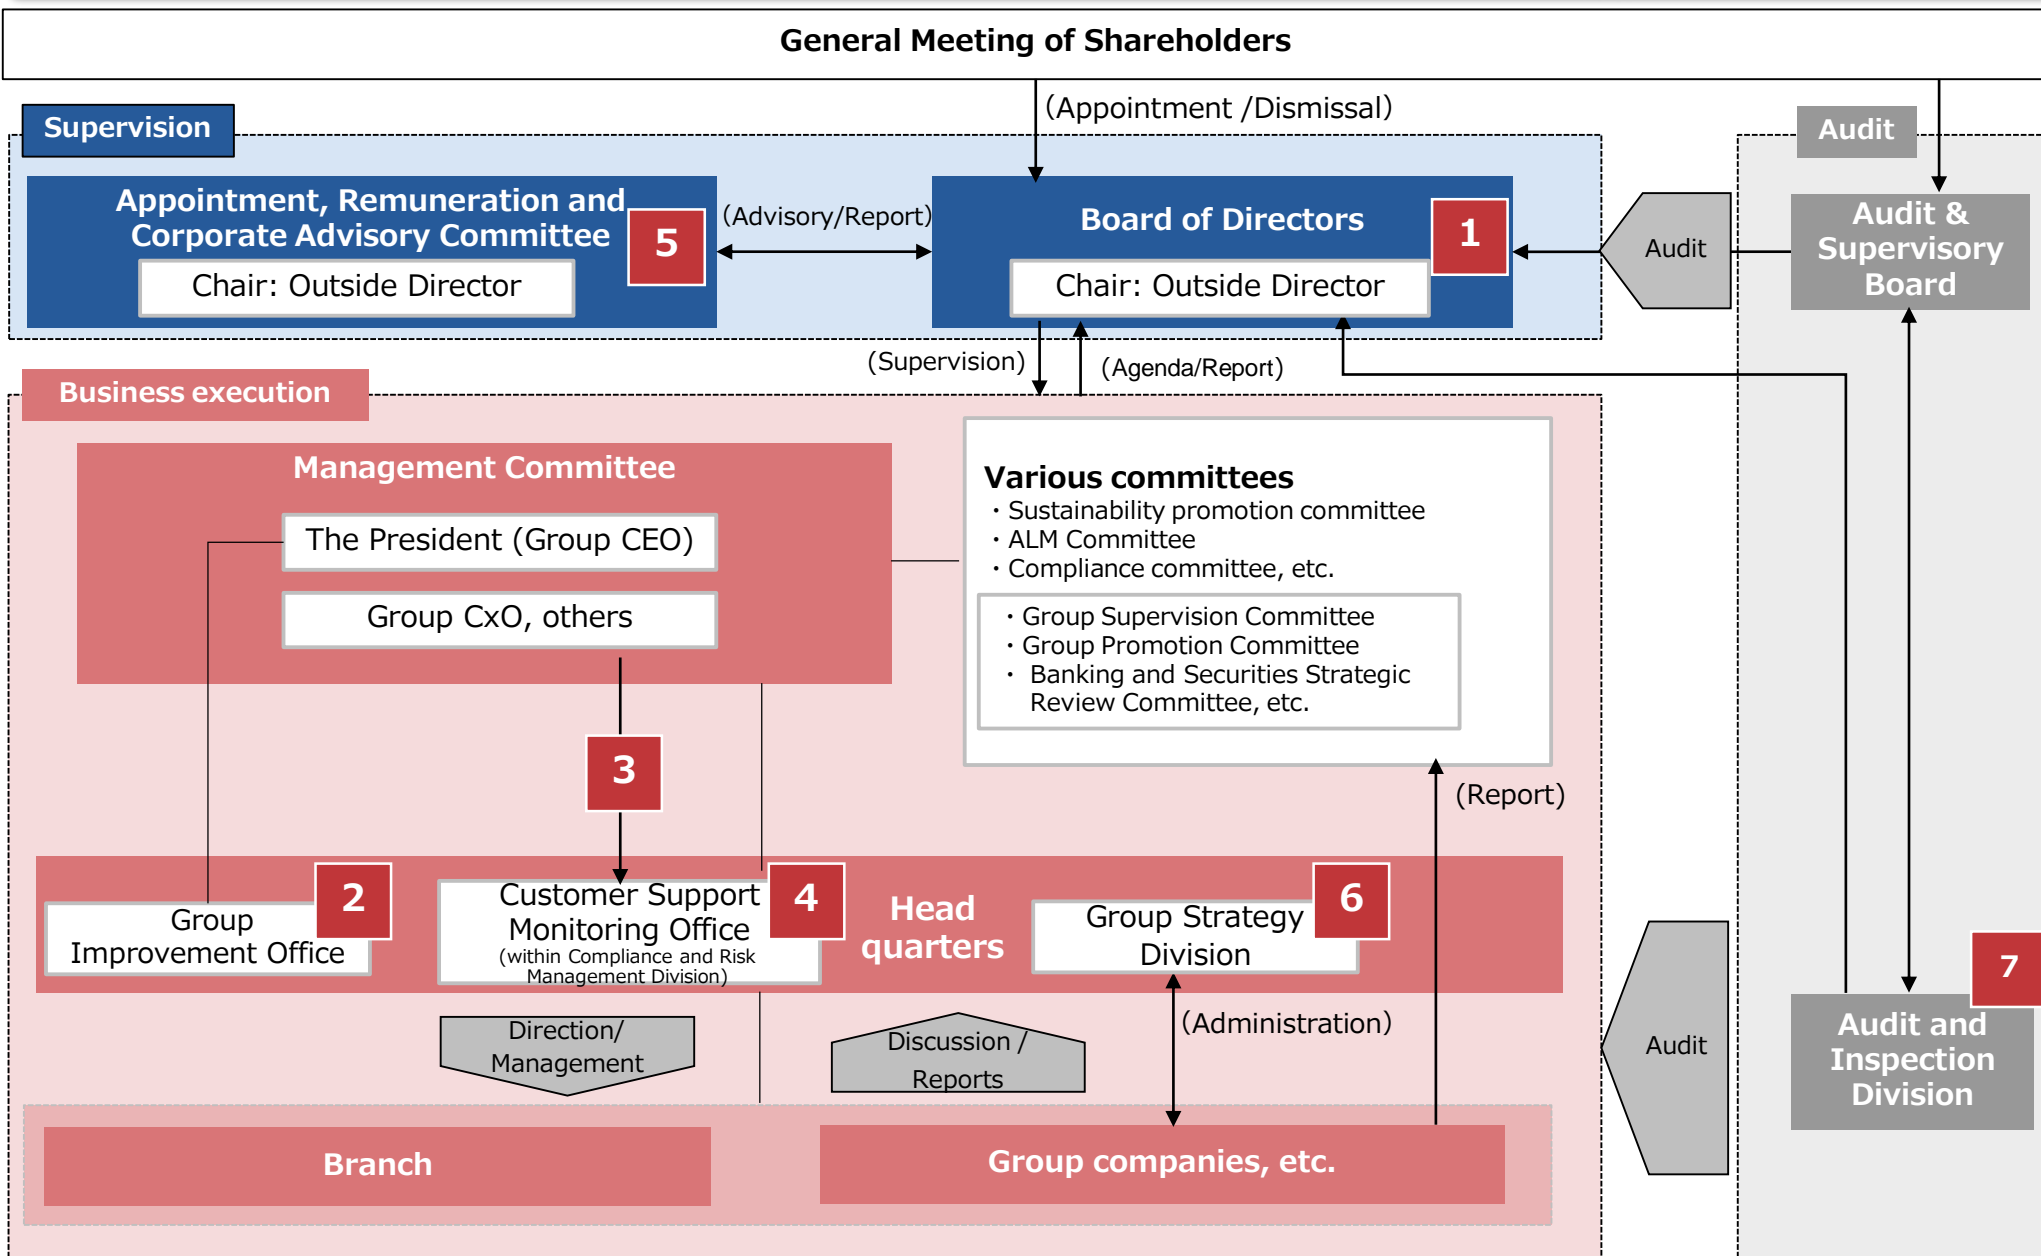 General Meeting of Shareholders
(Appointment /Dismissal)
Supervision
Audit
Appointment, Remuneration and
Corporate Advisory Committee
5
Chair: Outside Director
(Advisory/Report)
Board of Directors
1
Chair: Outside Director
Audit
Audit &
Supervisory
Board
(Supervision)
(Agenda/Report)
Business execution
Management Committee
The President (Group CEO)
Group CxO, others
Various committees
・Sustainability promotion committee
・ALM Committee
・Compliance committee, etc.
・Group Supervision Committee
・Group Promotion Committee
・ Banking and Securities Strategic
Review Committee, etc.
3
(Report)
2
Group
Improvement Office
4
Customer Support
Monitoring Office
(within Compliance and Risk
Management Division)
Head
quarters
6
Group Strategy
Division
7
Direction/
Management
Discussion /
Reports
(Administration)
Audit
Audit and
Inspection
Division
Branch
Group companies, etc.